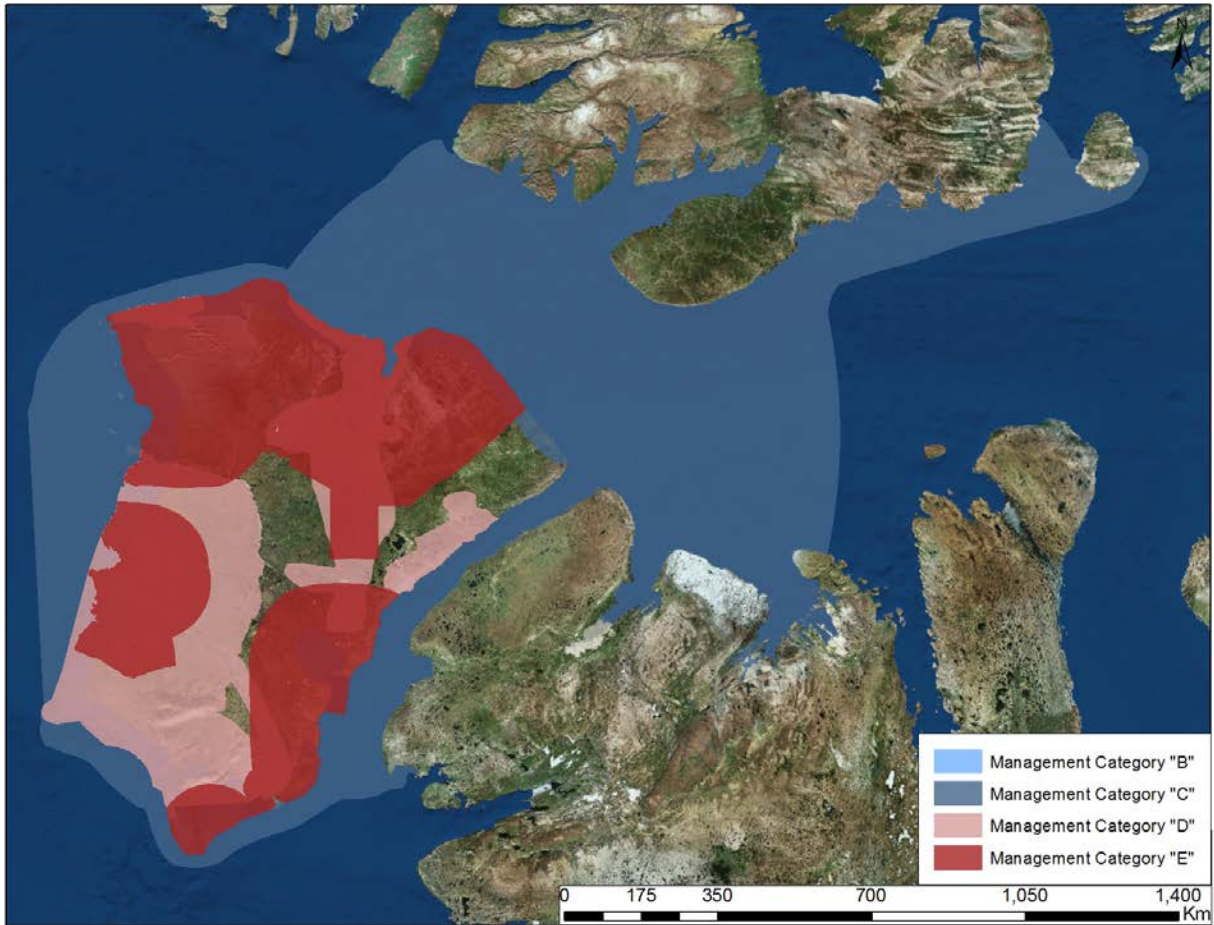 N
Management Category "B"
Management Category "C"
Management Category "D"
Management Category "E"
0 175 350 700 1,050 1,400
Km